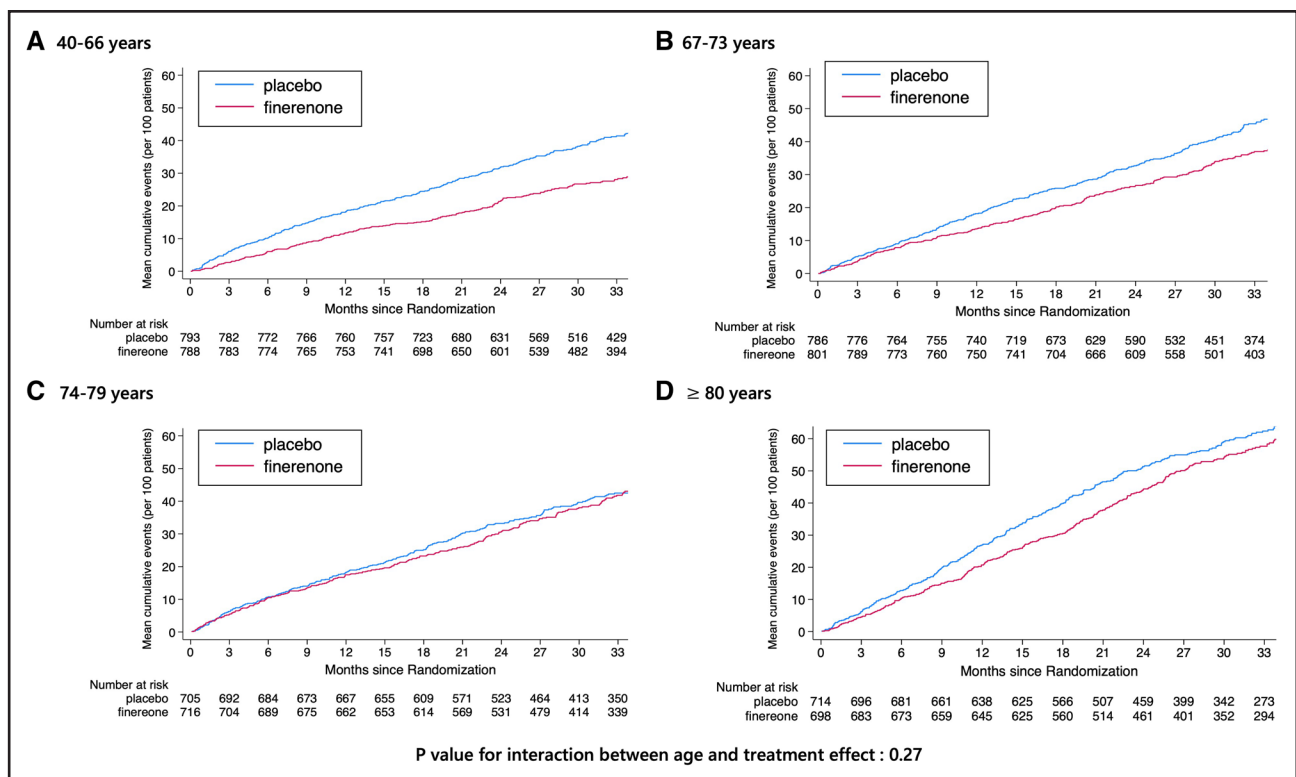 A 40-66 years
Mean cumulative events (per 100 patients)
60
50
40
30
20
10
0
placebo
finerenone
0 3 6 9 12 15 18 21 24 27 30 33
Months since Randomization
Number at risk
placebo 793 782 772 766 760 757 723 680 631 569 516 429
finereone 788 783 774 765 753 741 698 650 601 539 482 394
B 67-73 years
Mean cumulative events (per 100 patients)
60
50
40
30
20
10
0
placebo
finerenone
0 3 6 9 12 15 18 21 24 27 30 33
Months since Randomization
Number at risk
placebo 786 776 764 755 740 719 673 629 590 532 451 374
finereone 801 789 773 760 750 741 704 666 609 558 501 403
C 74-79 years
Mean cumulative events (per 100 patients)
60
50
40
30
20
10
0
placebo
finerenone
0 3 6 9 12 15 18 21 24 27 30 33
Months since Randomization
Number at risk
placebo 705 692 684 673 667 655 609 571 523 464 413 350
finereone 716 704 689 675 662 653 614 569 531 479 414 339
D ≥ 80 years
Mean cumulative events (per 100 patients)
60
50
40
30
20
10
0
placebo
finerenone
0 3 6 9 12 15 18 21 24 27 30 33
Months since Randomization
Number at risk
placebo 714 696 681 661 638 625 566 507 459 399 342 273
finereone 698 683 673 659 645 625 560 514 461 401 352 294
P value for interaction between age and treatment effect : 0.27